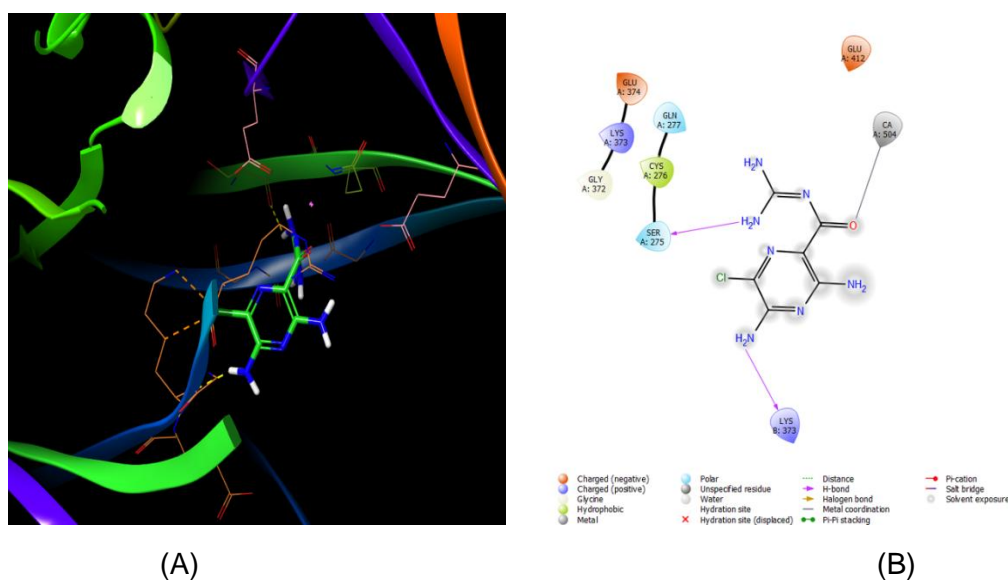 GLU
A: 412
GLU
A: 374
GLN
A: 277
CA
A: 504
LYS
A: 373
CYS
A: 276
GLY
A: 372
NH₂
N
H₂N
SER
A: 275
O
N
Cl
NH₂
N
H₂N
LYS
B: 373
Charged (negative)
Charged (positive)
Glycine
Hydrophobic
Metal
Polar
Unspecified residue
Water
Hydration site
Hydration site (displaced)
Distance
H-bond
Halogen bond
Metal coordination
Pi-Pi stacking
Pi-cation
Salt bridge
Solvent exposure
(A) (B)